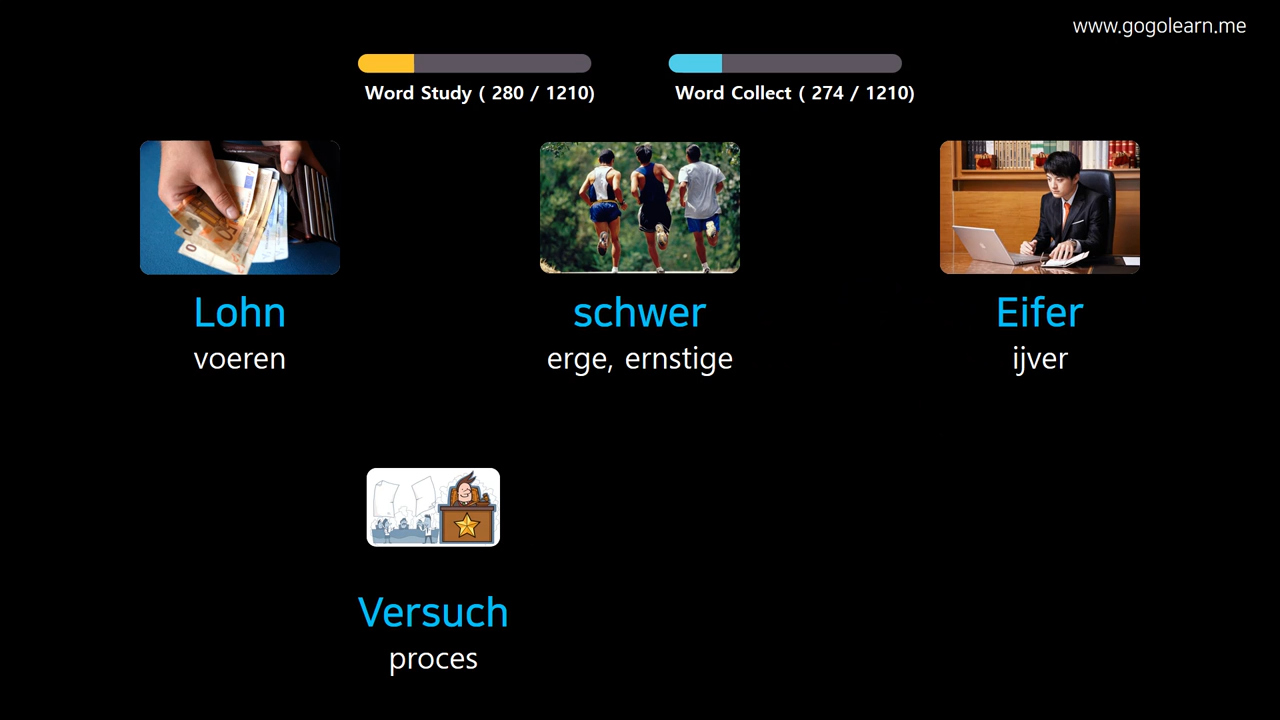 www.gogolearn.me
Word Study ( 280 / 1210)
Word Collect ( 274 / 1210)
Lohn
voeren
schwer
erge, ernstige
Eifer
ijver
Versuch
proces